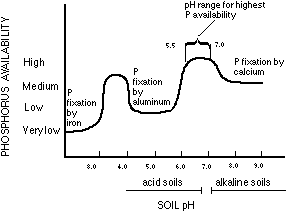 pH range for highest
P availability
5.5
7.0
PHOSPHORUS AVAILABILITY
High
Medium
Low
Verylow
P
fixation
by
iron
P
fixation
by
aluminum
P fixation by
calcium
3.0 4.0 5.0 6.0 7.0 8.0 9.0
acid soils
alkaline soils
SOIL pH